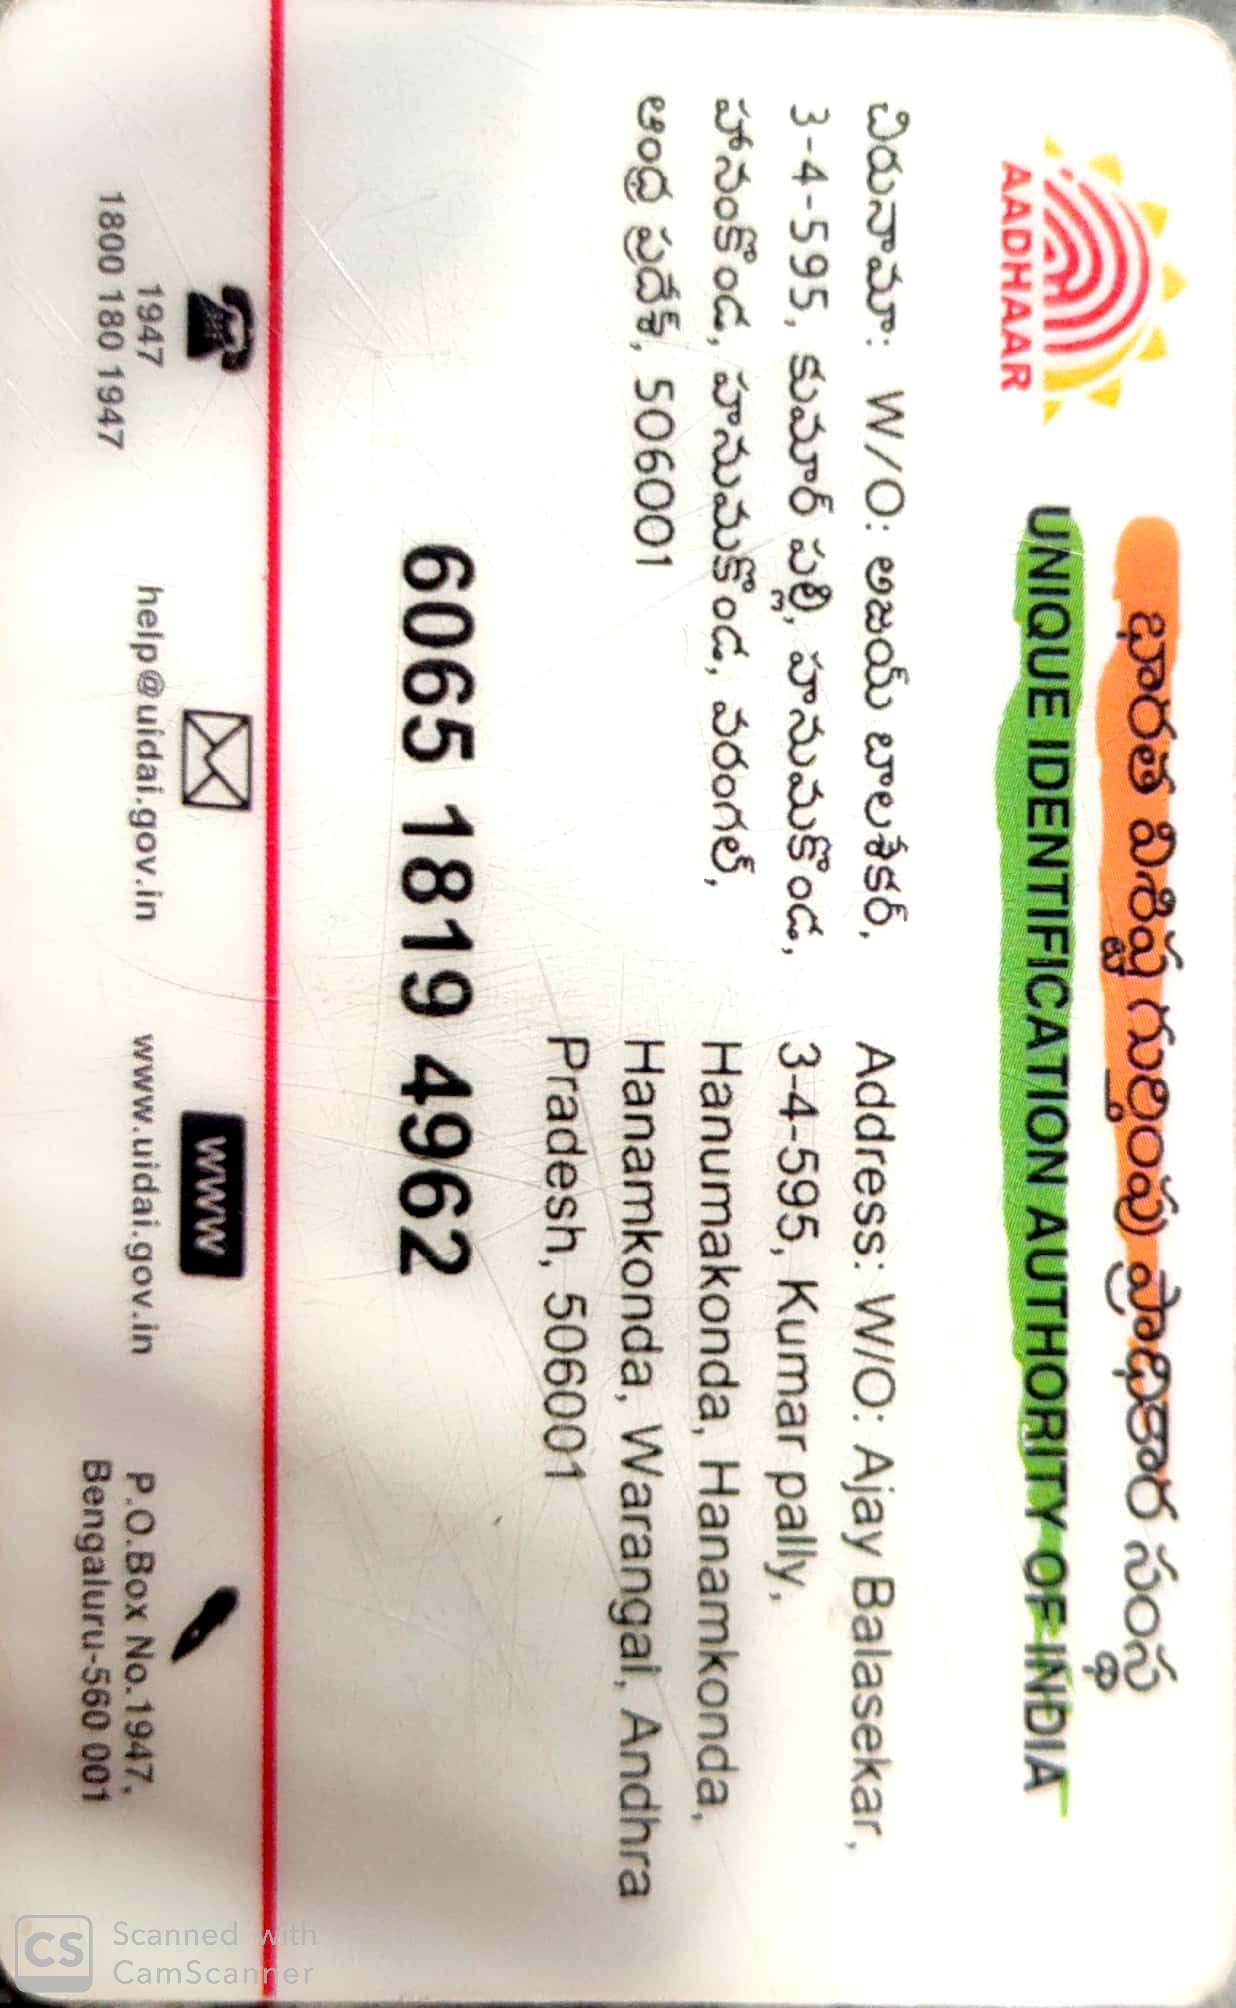 భారత విశిష్ట గుర్తింపు ప్రాధికార సంస్థ
UNIQUE IDENTIFICATION AUTHORITY OF INDIA
AADHAAR
చిరునామా: W/O: అజయ్ బాలశేకర్,
3-4-595, కుమార్ పల్లి, హనుమకొండ,
హానంకొండ, హనుమకొండ, వరంగల్,
ఆంధ్ర ప్రదేశ్, 506001
Address: W/O: Ajay Balasekar,
3-4-595, Kumar pally,
Hanumakonda, Hanamkonda,
Hanamkonda, Warangal, Andhra
Pradesh, 506001
6065 1819 4962
1947
1800 180 1947
help@uidai.gov.in
WWW
www.uidai.gov.in
P.O.Box No.1947,
Bengaluru-560 001
CS
Scanned with
CamScanner